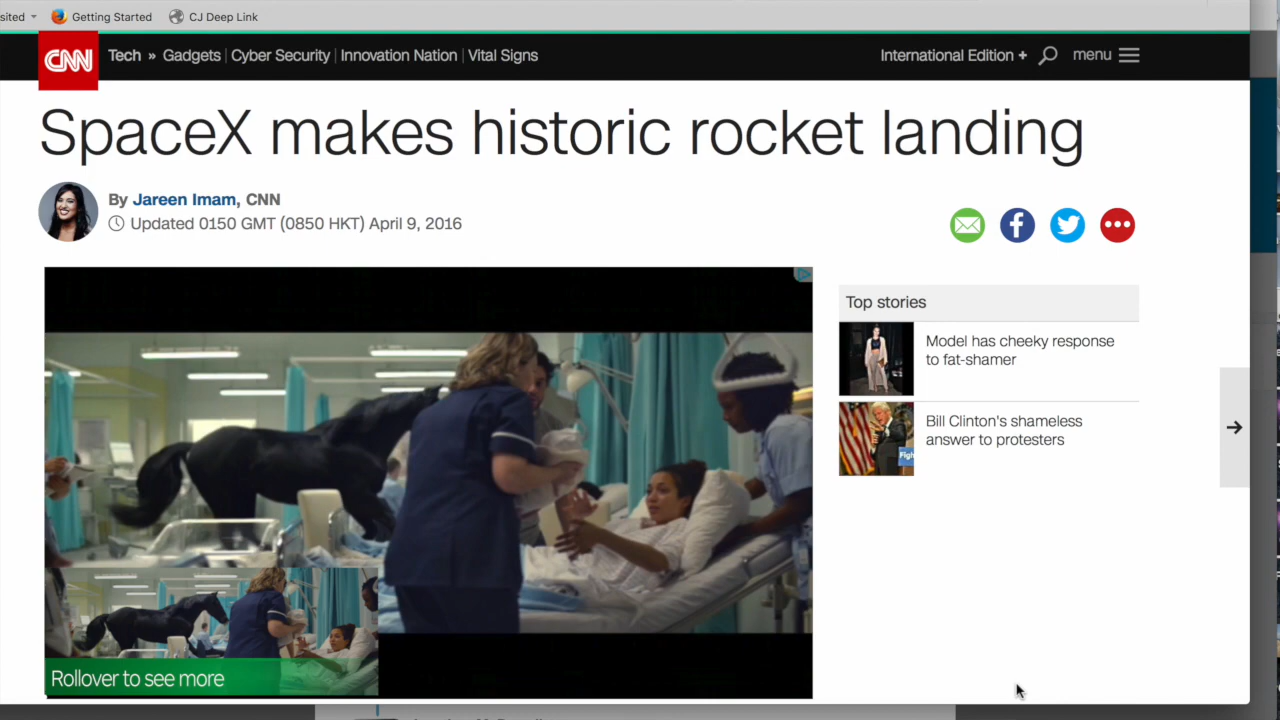 sited
Getting Started
CJ Deep Link
CNN
Tech » Gadgets | Cyber Security | Innovation Nation | Vital Signs
International Edition +
menu
SpaceX makes historic rocket landing
By Jareen Imam, CNN
Updated 0150 GMT (0850 HKT) April 9, 2016
Top stories
Model has cheeky response
to fat-shamer
Bill Clinton's shameless
answer to protesters
Figh
Rollover to see more